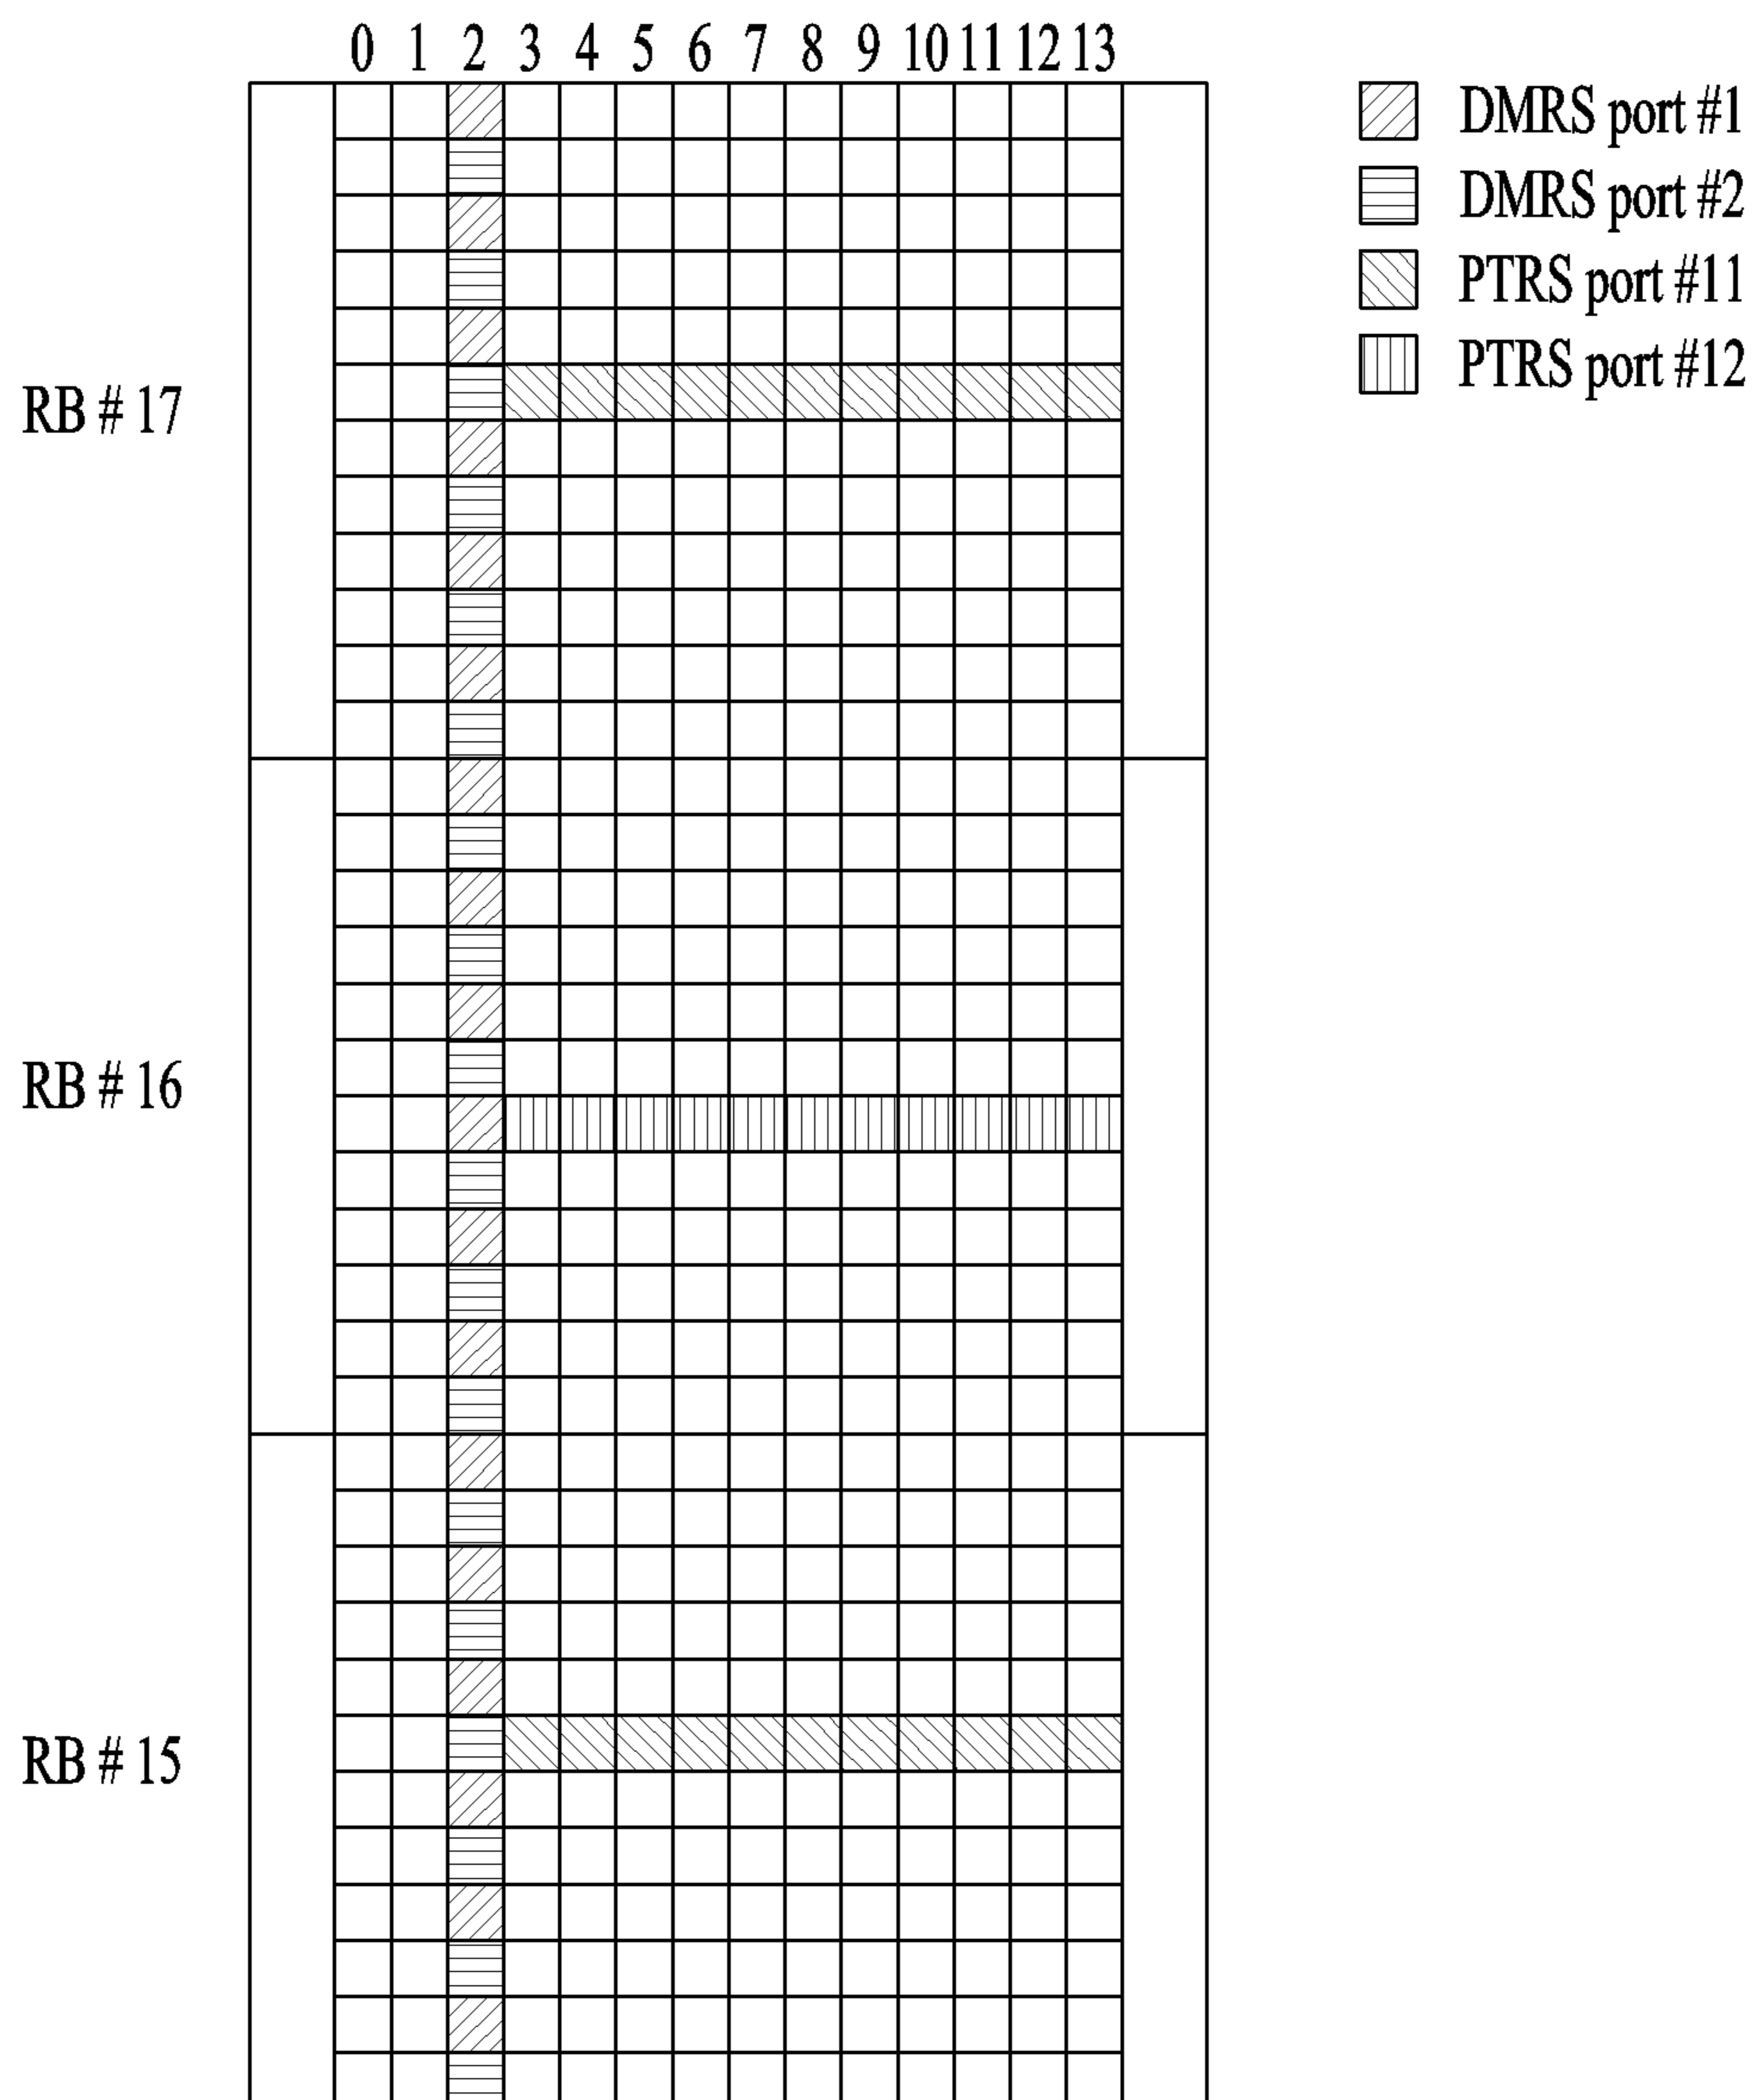 0 1 2 3 4 5 6 7 8 9 10 11 12 13
DMRS port #1
DMRS port #2
PTRS port #11
PTRS port #12
RB # 17
RB # 16
RB # 15